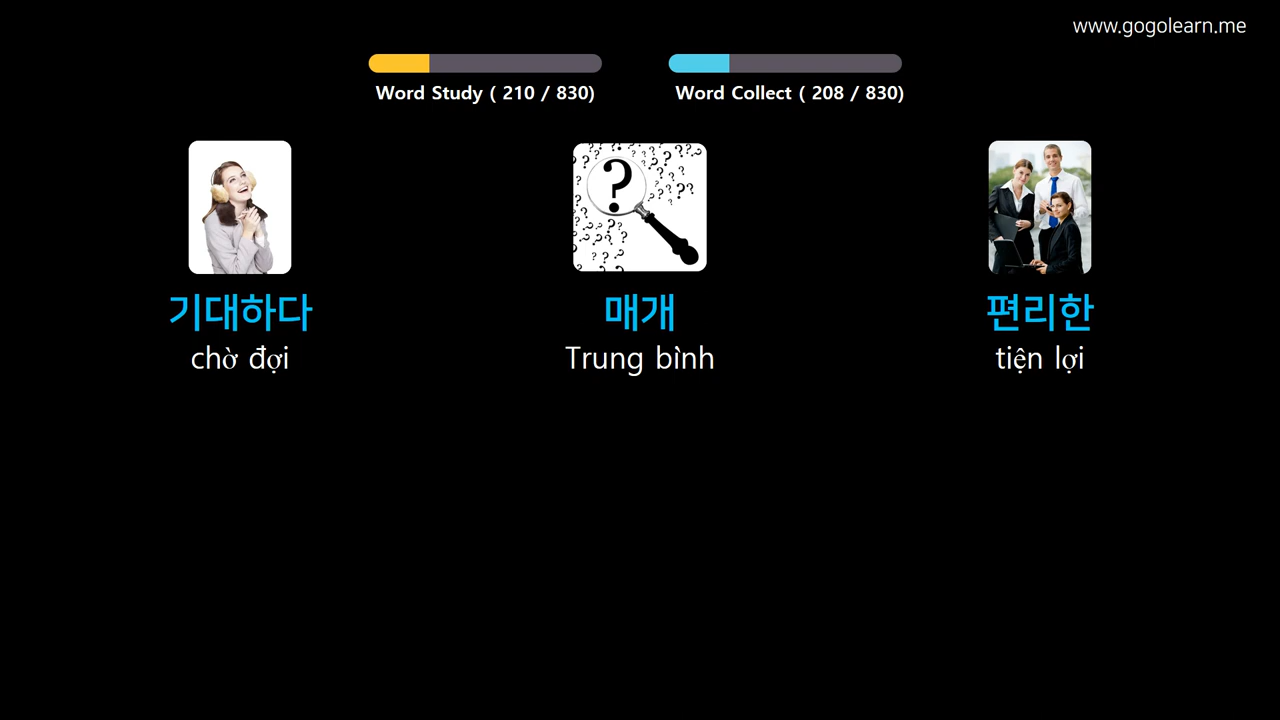 www.gogolearn.me
Word Study ( 210 / 830)
Word Collect ( 208 / 830)
기대하다
매개
편리한
chờ đợi
Trung bình
tiện lợi